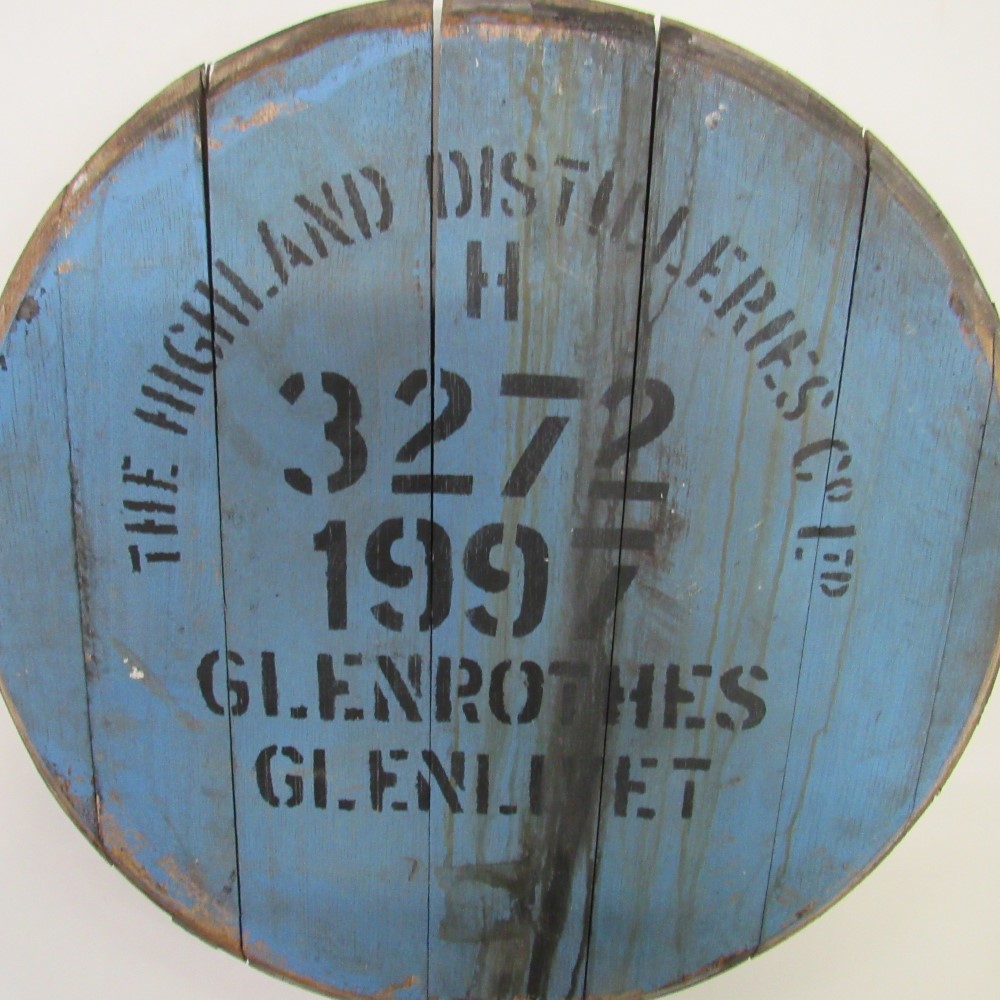 THE HIGHLAND DISTILLERIES Co LTD
H
3272
1997
GLENROTHES
GLENLIVET